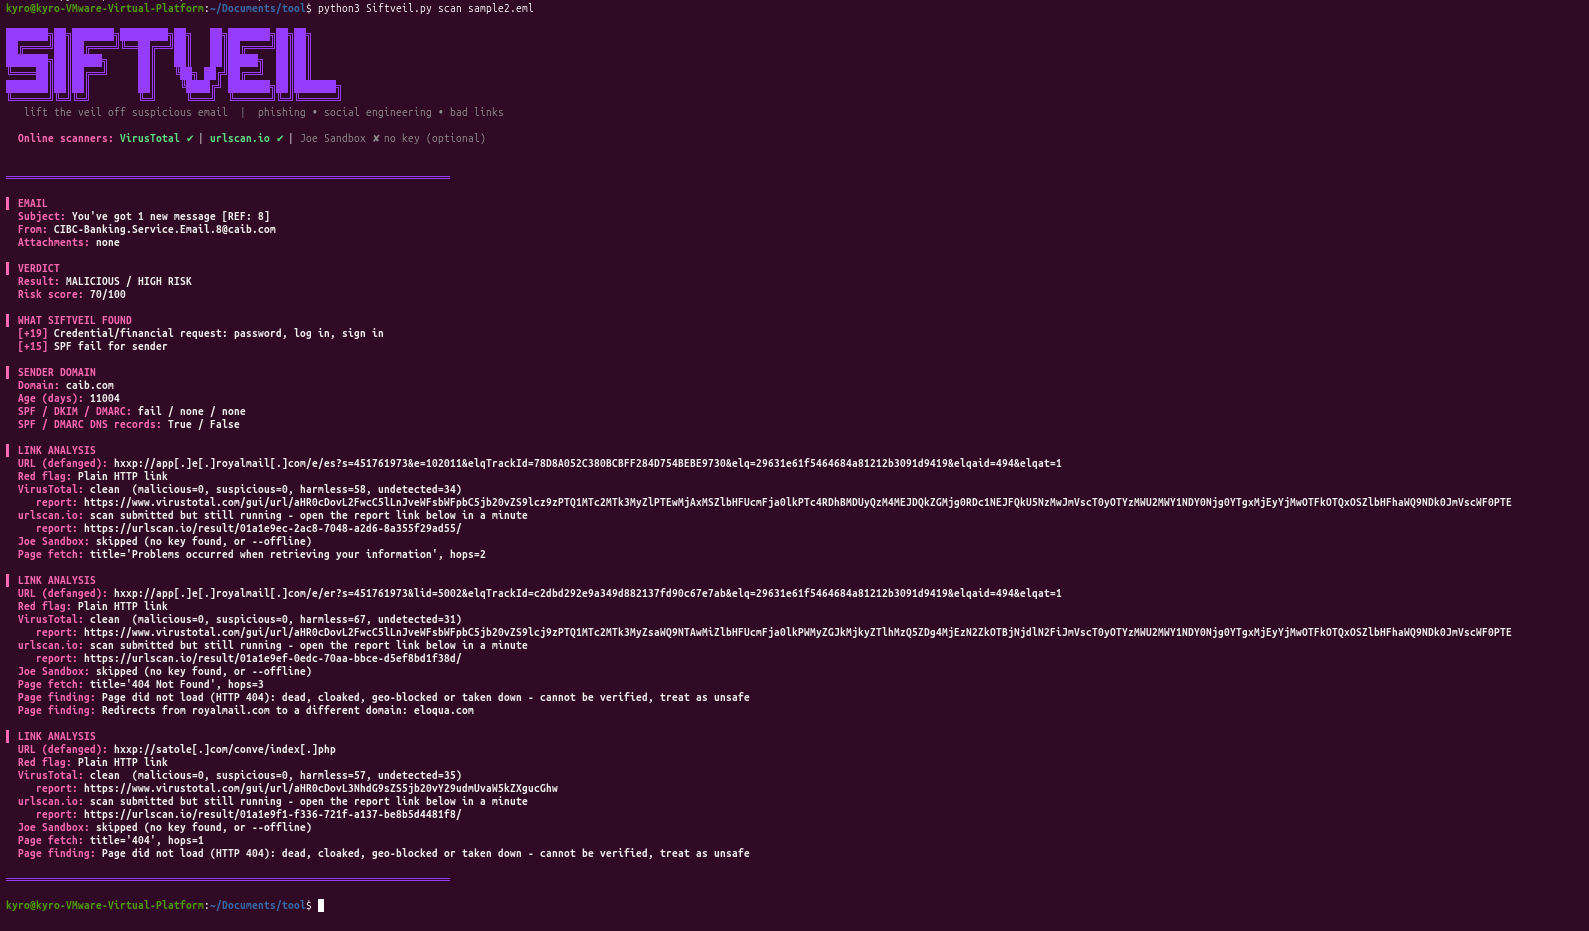 kyro@kyro-VMware-Virtual-Platform:~/Documents/tool$ python3 Siftveil.py scan sample2.eml
SIFTVEIL
lift the veil off suspicious email | phishing • social engineering • bad links
Online scanners: VirusTotal ✔ | urlscan.io ✔ | Joe Sandbox ✘ no key (optional)
EMAIL
Subject: You've got 1 new message [REF: 8]
From: CIBC-Banking.Service.Email.8@caib.com
Attachments: none
VERDICT
Result: MALICIOUS / HIGH RISK
Risk score: 70/100
WHAT SIFTVEIL FOUND
[+19] Credential/financial request: password, log in, sign in
[+15] SPF fail for sender
SENDER DOMAIN
Domain: caib.com
Age (days): 11004
SPF / DKIM / DMARC: fail / none / none
SPF / DMARC DNS records: True / False
LINK ANALYSIS
URL (defanged): hxxp://app[.]e[.]royalmail[.]com/e/es?s=451761973&e=102011&elqTrackId=78D8A052C380BCBFF284D754BEBE9730&elq=29631e61f5464684a81212b3091d9419&elqaid=494&elqat=1
Red flag: Plain HTTP link
VirusTotal: clean (malicious=0, suspicious=0, harmless=58, undetected=34)
report: https://www.virustotal.com/gui/url/aHR0cDovL2FwcC5lLnJveWFsbWFpbC5jb20vZS9lcz9zPTQ1MTc2MTk3MyZlPTEwMjAxMSZlbHFUcmFja0lkPTc4RDhBMDUyQzM4MEJDQkZGMjg0RDc1NEJFQkU5NzMwJmVscT0yOTYzMWU2MWY1NDY0Njg0YTgxMjEyYjMwOTFkOTQxOSZlbHFhaWQ9NDk0JmVscWF0PTE
urlscan.io: scan submitted but still running - open the report link below in a minute
report: https://urlscan.io/result/01a1e9ec-2ac8-7048-a2d6-8a355f29ad55/
Joe Sandbox: skipped (no key found, or --offline)
Page fetch: title='Problems occurred when retrieving your information', hops=2
LINK ANALYSIS
URL (defanged): hxxp://app[.]e[.]royalmail[.]com/e/er?s=451761973&lid=5002&elqTrackId=c2dbd292e9a349d882137fd90c67e7ab&elq=29631e61f5464684a81212b3091d9419&elqaid=494&elqat=1
Red flag: Plain HTTP link
VirusTotal: clean (malicious=0, suspicious=0, harmless=67, undetected=31)
report: https://www.virustotal.com/gui/url/aHR0cDovL2FwcC5lLnJveWFsbWFpbC5jb20vZS9lcj9zPTQ1MTc2MTk3MyZsaWQ9NTAwMiZlbHFUcmFja0lkPWMyZGJkMjkyZTlhMzQ5ZDg4MjEzN2ZkOTBjNjdlN2FiJmVscT0yOTYzMWU2MWY1NDY0Njg0YTgxMjEyYjMwOTFkOTQxOSZlbHFhaWQ9NDk0JmVscWF0PTE
urlscan.io: scan submitted but still running - open the report link below in a minute
report: https://urlscan.io/result/01a1e9ef-0edc-70aa-bbce-d5ef8bd1f38d/
Joe Sandbox: skipped (no key found, or --offline)
Page fetch: title='404 Not Found', hops=3
Page finding: Page did not load (HTTP 404): dead, cloaked, geo-blocked or taken down - cannot be verified, treat as unsafe
Page finding: Redirects from royalmail.com to a different domain: eloqua.com
LINK ANALYSIS
URL (defanged): hxxp://satole[.]com/conve/index[.]php
Red flag: Plain HTTP link
VirusTotal: clean (malicious=0, suspicious=0, harmless=57, undetected=35)
report: https://www.virustotal.com/gui/url/aHR0cDovL3NhdG9sZS5jb20vY29udmUvaW5kZXgucGhw
urlscan.io: scan submitted but still running - open the report link below in a minute
report: https://urlscan.io/result/01a1e9f1-f336-721f-a137-be8b5d4481f8/
Joe Sandbox: skipped (no key found, or --offline)
Page fetch: title='404', hops=1
Page finding: Page did not load (HTTP 404): dead, cloaked, geo-blocked or taken down - cannot be verified, treat as unsafe
kyro@kyro-VMware-Virtual-Platform:~/Documents/tool$